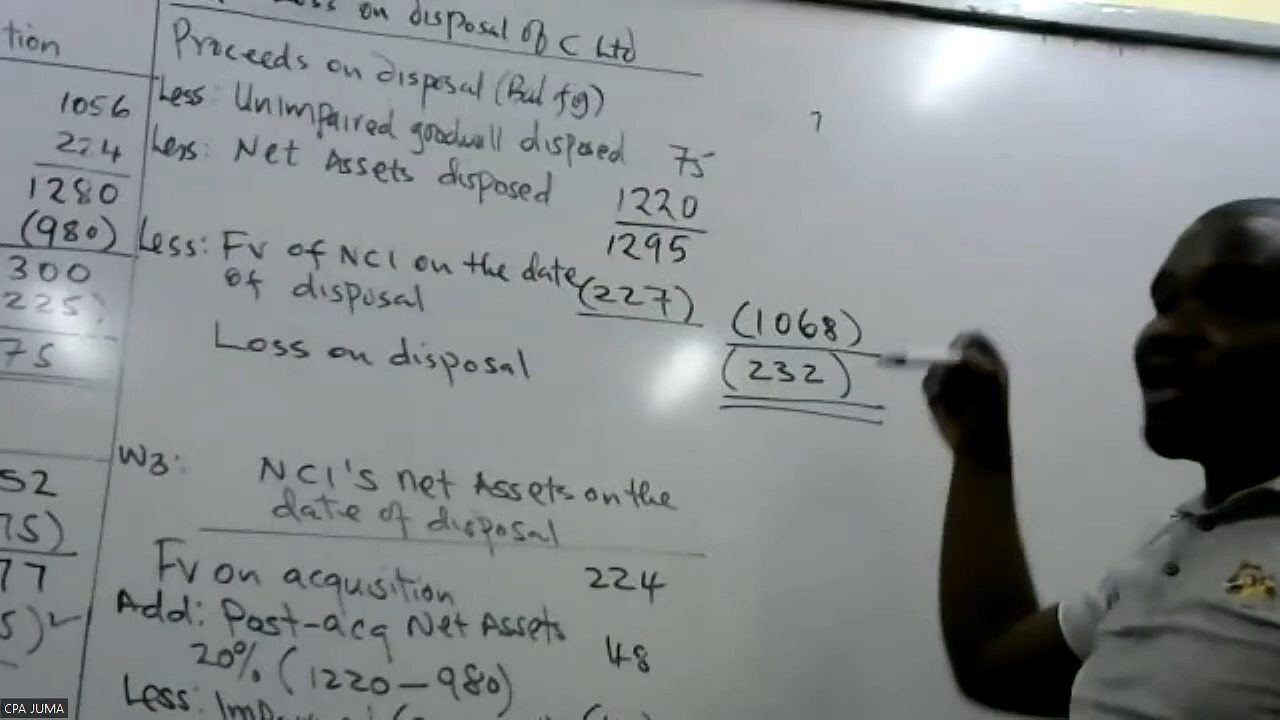 on disposal of C Ltd
tion
Proceeds on disposal (Bal fig)
?
1056
Less: Unimpaired goodwill disposed 75
224
Less: Net Assets disposed 1220
1280
1295
(980)
Less: FV of NCI on the date
of disposal (227) (1068)
300
225)
Loss on disposal (232)
75
W3: NCI's net Assets on the
date of disposal
52
75)
FV on acquisition 224
77
Add: Post-acq Net Assets
20% (1220-980) 48
5)
Less:
CPA JUMA